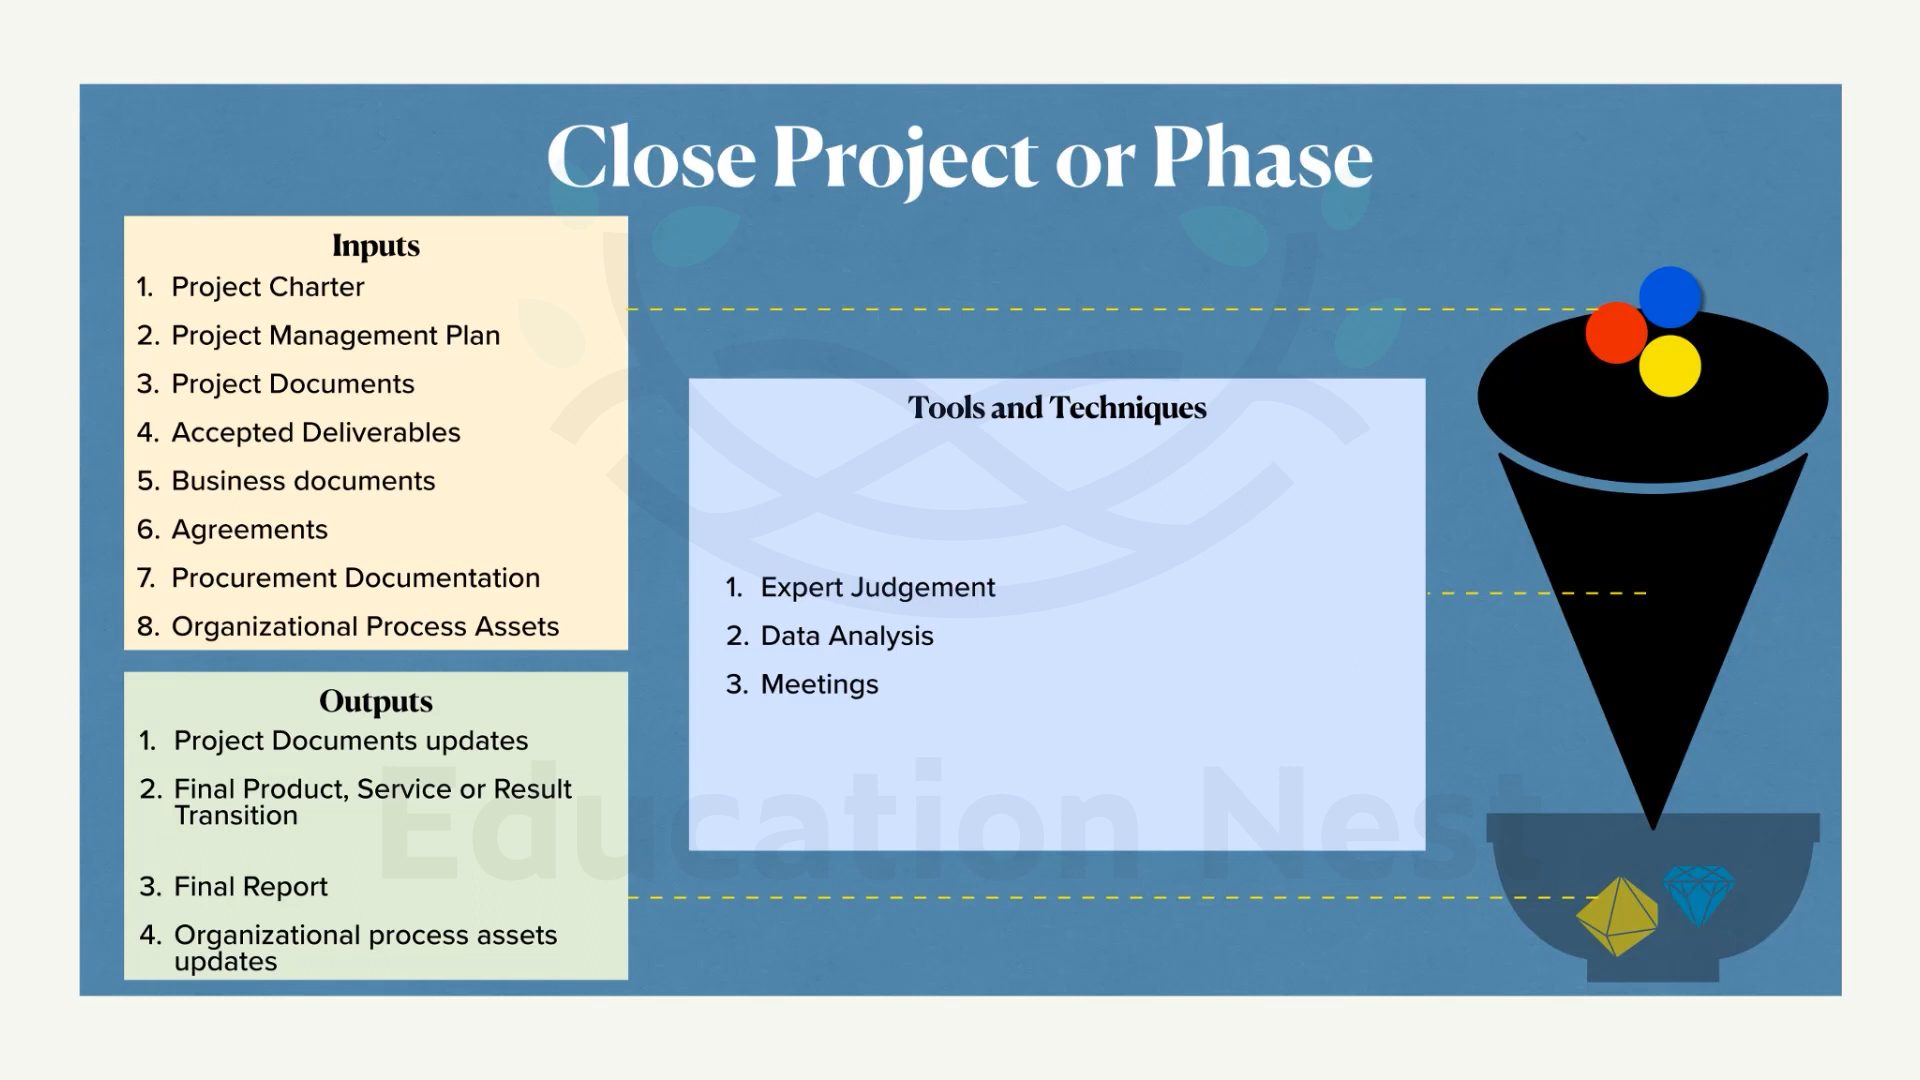 Close Project or Phase
Inputs
1. Project Charter
2. Project Management Plan
3. Project Documents
4. Accepted Deliverables
5. Business documents
6. Agreements
7. Procurement Documentation
8. Organizational Process Assets
Tools and Techniques
1. Expert Judgement
2. Data Analysis
3. Meetings
Outputs
1. Project Documents updates
2. Final Product, Service or Result
Transition
3. Final Report
4. Organizational process assets
updates
Education Nest